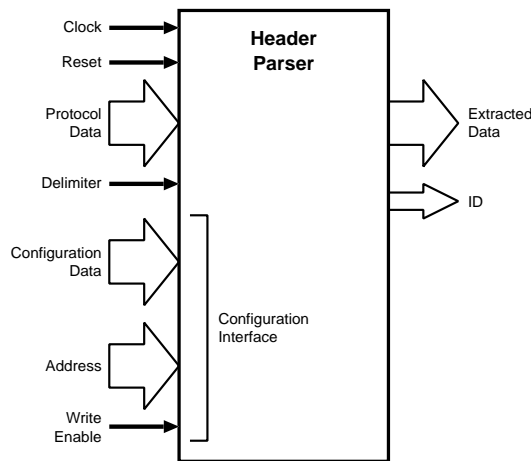 Clock
Header
Parser
Reset
Protocol
Data
Extracted
Data
Delimiter
ID
Configuration
Data
Configuration
Interface
Address
Write
Enable